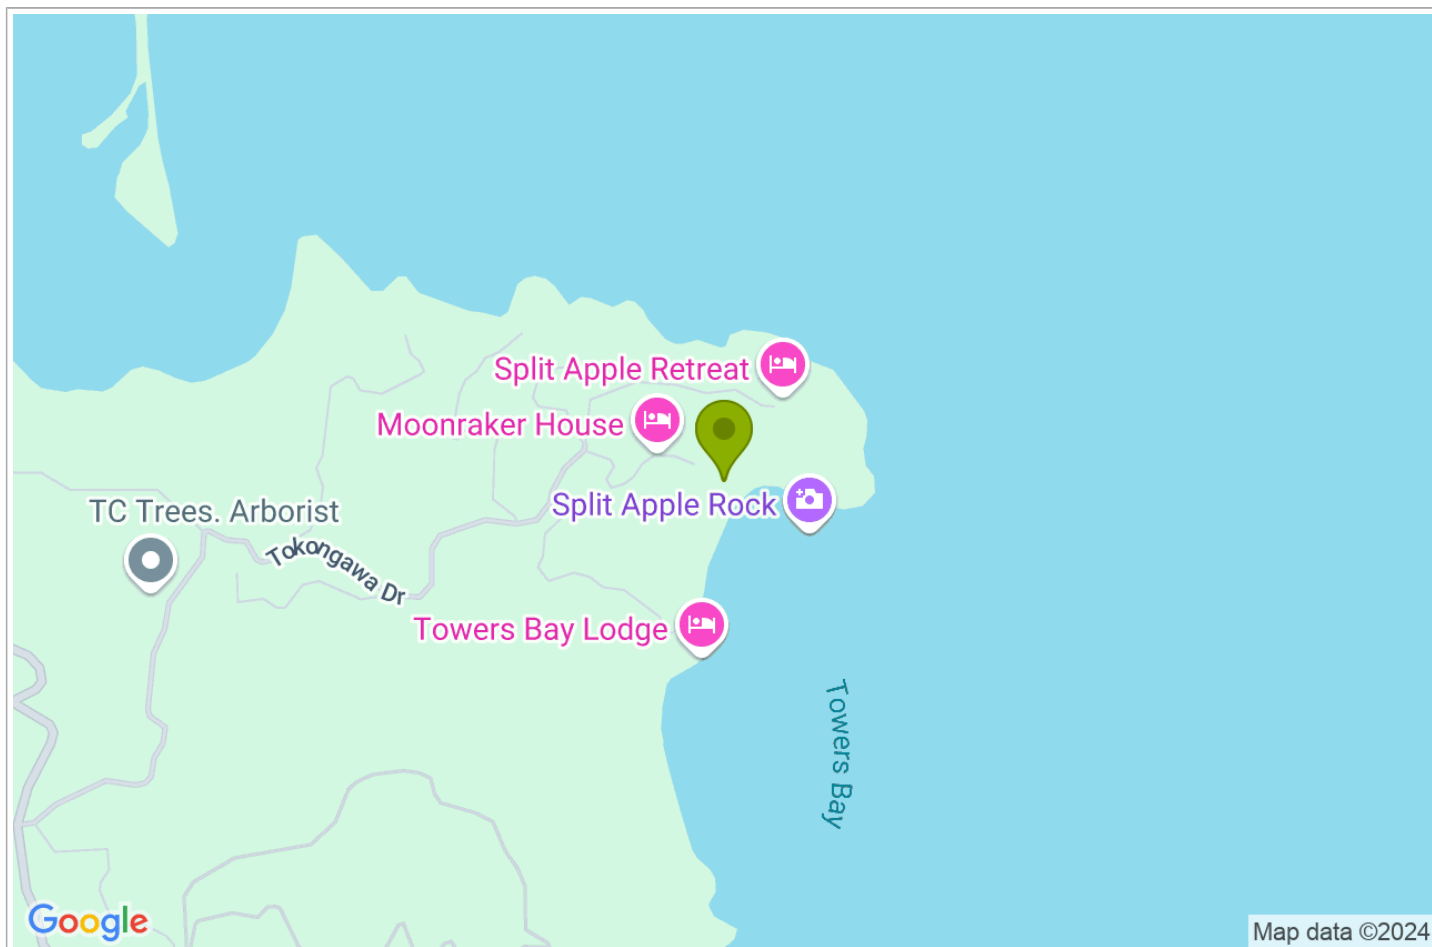 Split Apple Retreat
Moonraker House
Split Apple Rock
TC Trees. Arborist
Tokongawa Dr
Towers Bay Lodge
Towers Bay
Google
Map data ©2024